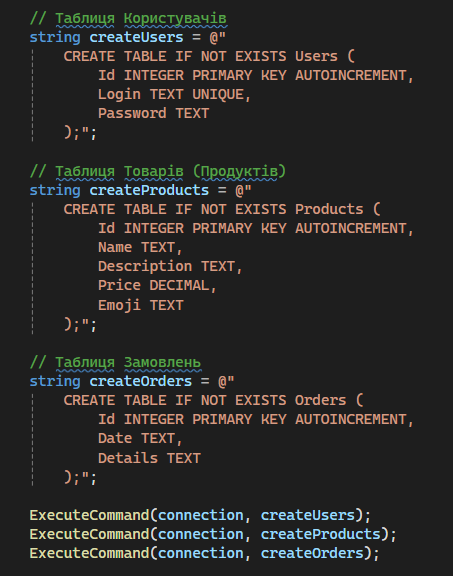 // Таблиця Користувачів
string createUsers = @"
    CREATE TABLE IF NOT EXISTS Users (
        Id INTEGER PRIMARY KEY AUTOINCREMENT,
        Login TEXT UNIQUE,
        Password TEXT
    );";
// Таблиця Товарів (Продуктів)
string createProducts = @"
    CREATE TABLE IF NOT EXISTS Products (
        Id INTEGER PRIMARY KEY AUTOINCREMENT,
        Name TEXT,
        Description TEXT,
        Price DECIMAL,
        Emoji TEXT
    );";
// Таблиця Замовлень
string createOrders = @"
    CREATE TABLE IF NOT EXISTS Orders (
        Id INTEGER PRIMARY KEY AUTOINCREMENT,
        Date TEXT,
        Details TEXT
    );";
ExecuteCommand(connection, createUsers);
ExecuteCommand(connection, createProducts);
ExecuteCommand(connection, createOrders);